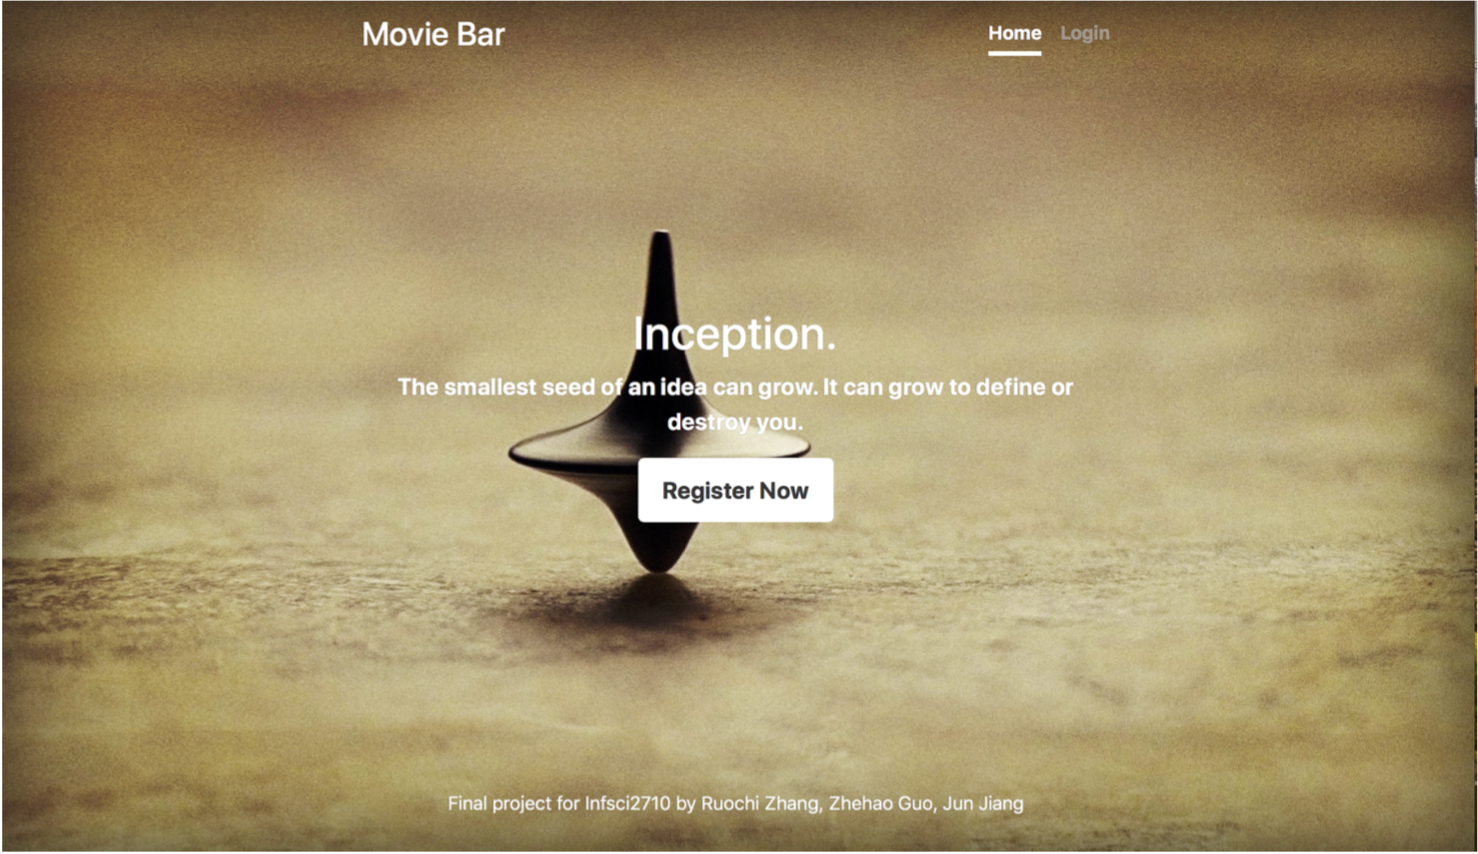 Movie Bar
Home Login
Inception.
The smallest seed of an idea can grow. It can grow to define or
destroy you.
Register Now
Final project for Infsci2710 by Ruochi Zhang, Zhehao Guo, Jun Jiang